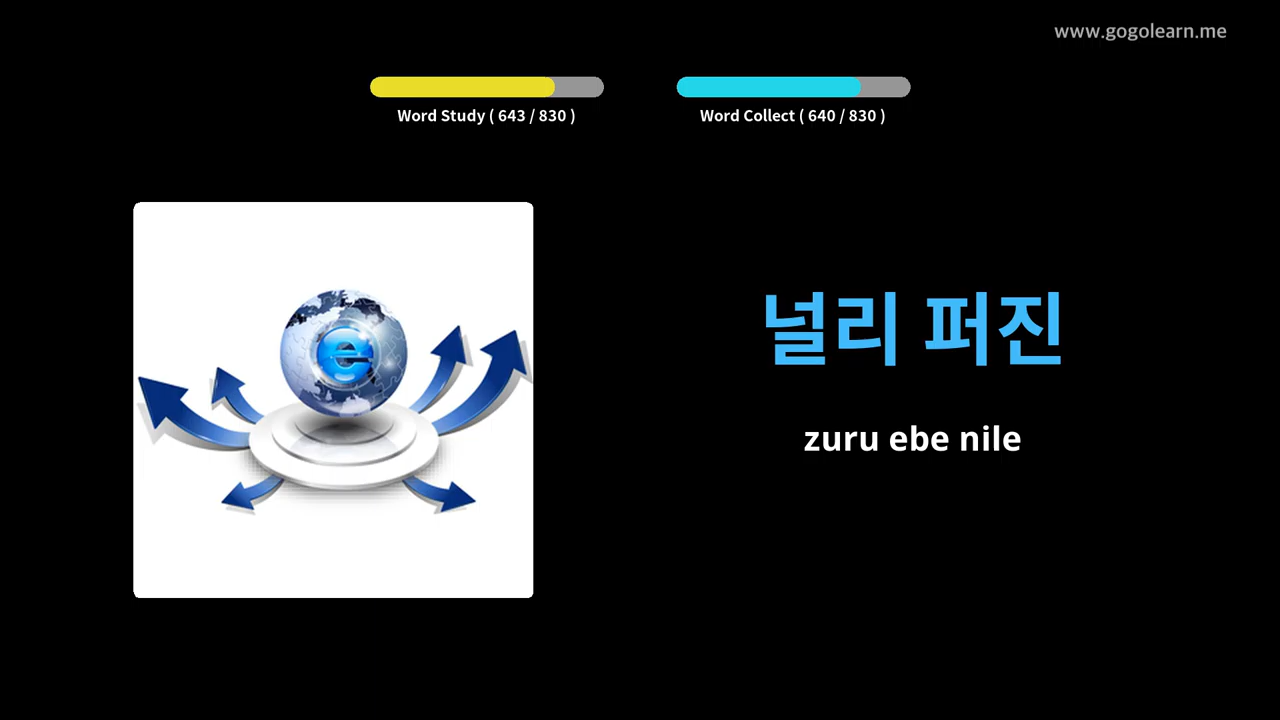 www.gogolearn.me
Word Study ( 643 / 830 )
Word Collect ( 640 / 830 )
e
널리 퍼진
zuru ebe nile